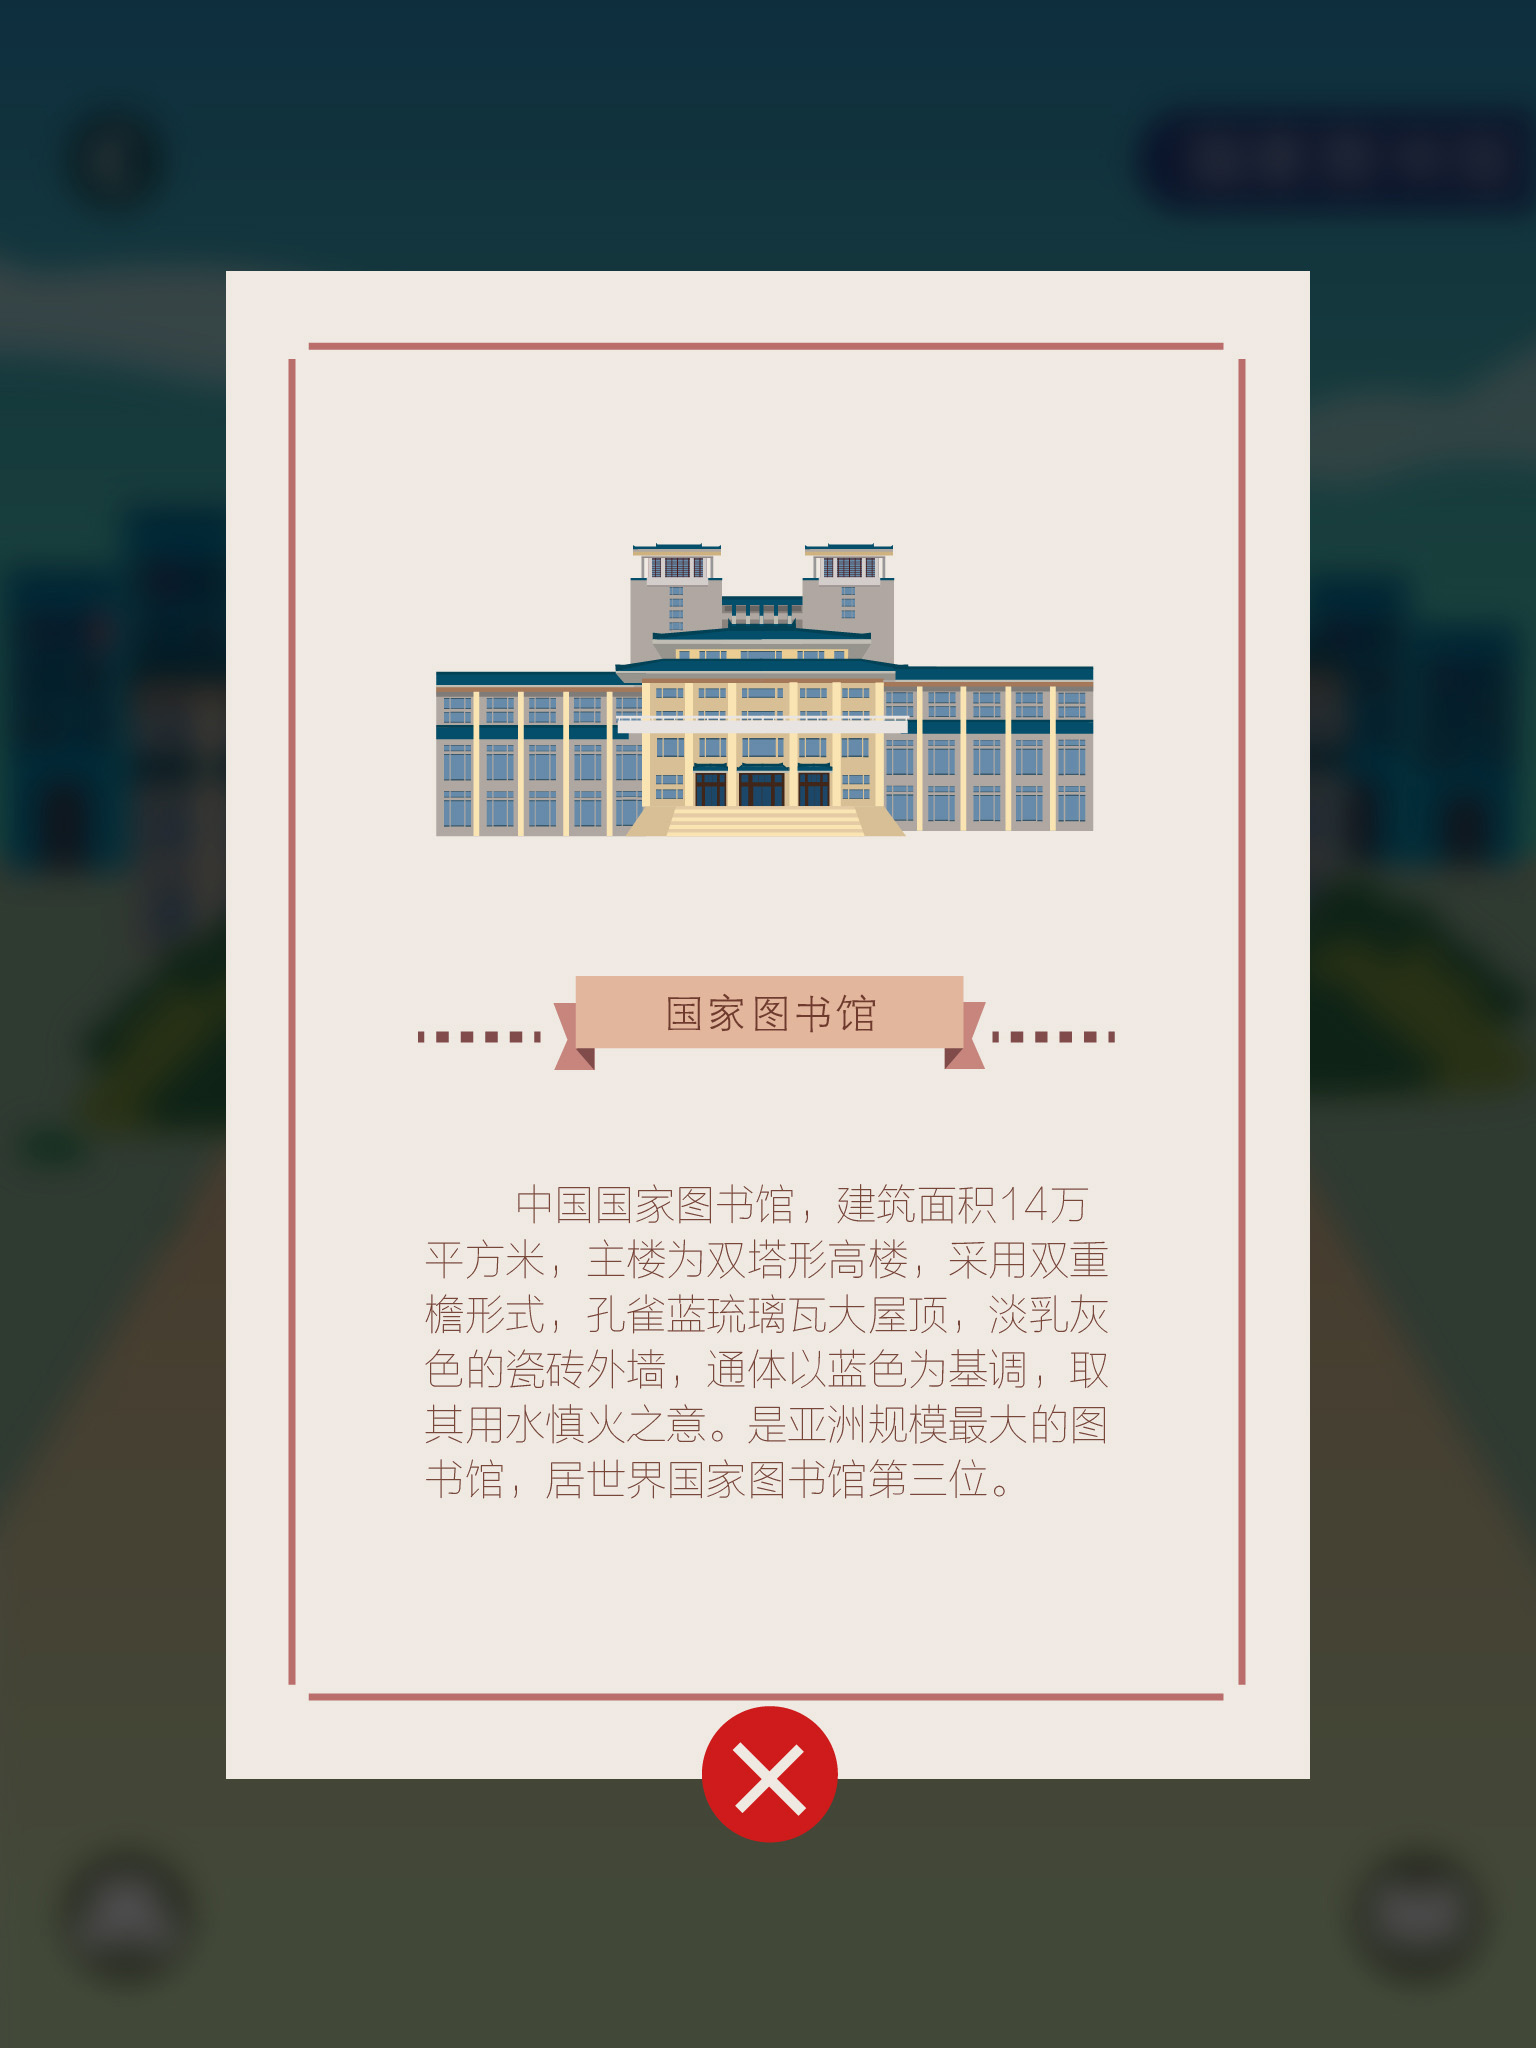 国家图书馆
中国国家图书馆，建筑面积14万
平方米，主楼为双塔形高楼，采用双重
檐形式，孔雀蓝琉璃瓦大屋顶，淡乳灰
色的瓷砖外墙，通体以蓝色为基调，取
其用水慎火之意。是亚洲规模最大的图
书馆，居世界国家图书馆第三位。